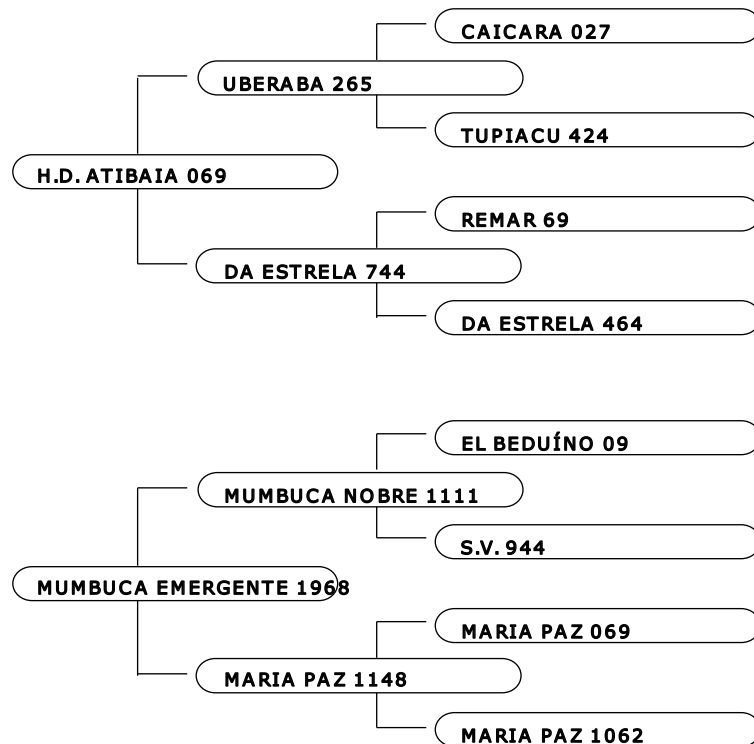 CAICARA 027
UBERABA 265
TUPIACU 424
H.D. ATIBAIA 069
REMAR 69
DA ESTRELA 744
DA ESTRELA 464
EL BEDUÍNO 09
MUMBUCA NOBRE 1111
S.V. 944
MUMBUCA EMERGENTE 1968
MARIA PAZ 069
MARIA PAZ 1148
MARIA PAZ 1062